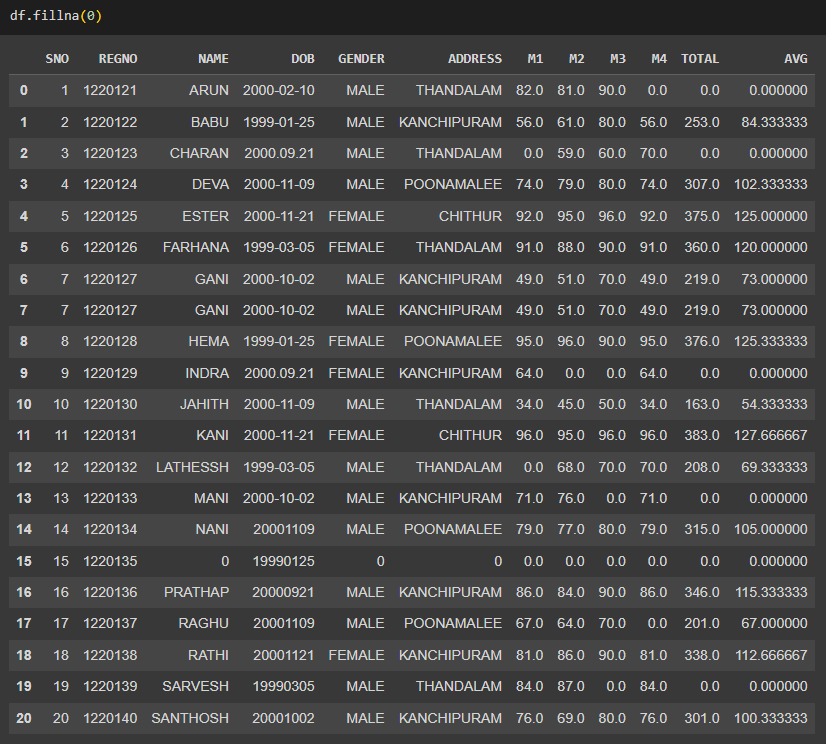 df.fillna(0)
SNO REGNO NAME DOB GENDER ADDRESS M1 M2 M3 M4 TOTAL AVG
0 1 1220121 ARUN 2000-02-10 MALE THANDALAM 82.0 81.0 90.0 0.0 0.0 0.000000
1 2 1220122 BABU 1999-01-25 MALE KANCHIPURAM 56.0 61.0 80.0 56.0 253.0 84.333333
2 3 1220123 CHARAN 2000.09.21 MALE THANDALAM 0.0 59.0 60.0 70.0 0.0 0.000000
3 4 1220124 DEVA 2000-11-09 MALE POONAMALEE 74.0 79.0 80.0 74.0 307.0 102.333333
4 5 1220125 ESTER 2000-11-21 FEMALE CHITHUR 92.0 95.0 96.0 92.0 375.0 125.000000
5 6 1220126 FARHANA 1999-03-05 FEMALE THANDALAM 91.0 88.0 90.0 91.0 360.0 120.000000
6 7 1220127 GANI 2000-10-02 MALE KANCHIPURAM 49.0 51.0 70.0 49.0 219.0 73.000000
7 7 1220127 GANI 2000-10-02 MALE KANCHIPURAM 49.0 51.0 70.0 49.0 219.0 73.000000
8 8 1220128 HEMA 1999-01-25 FEMALE POONAMALEE 95.0 96.0 90.0 95.0 376.0 125.333333
9 9 1220129 INDRA 2000.09.21 FEMALE KANCHIPURAM 64.0 0.0 0.0 64.0 0.0 0.000000
10 10 1220130 JAHITH 2000-11-09 MALE THANDALAM 34.0 45.0 50.0 34.0 163.0 54.333333
11 11 1220131 KANI 2000-11-21 FEMALE CHITHUR 96.0 95.0 96.0 96.0 383.0 127.666667
12 12 1220132 LATHESSH 1999-03-05 MALE THANDALAM 0.0 68.0 70.0 70.0 208.0 69.333333
13 13 1220133 MANI 2000-10-02 MALE KANCHIPURAM 71.0 76.0 0.0 71.0 0.0 0.000000
14 14 1220134 NANI 20001109 MALE POONAMALEE 79.0 77.0 80.0 79.0 315.0 105.000000
15 15 1220135 0 19990125 0 0 0.0 0.0 0.0 0.0 0.0 0.000000
16 16 1220136 PRATHAP 20000921 MALE KANCHIPURAM 86.0 84.0 90.0 86.0 346.0 115.333333
17 17 1220137 RAGHU 20001109 MALE POONAMALEE 67.0 64.0 70.0 0.0 201.0 67.000000
18 18 1220138 RATHI 20001121 FEMALE KANCHIPURAM 81.0 86.0 90.0 81.0 338.0 112.666667
19 19 1220139 SARVESH 19990305 MALE THANDALAM 84.0 87.0 0.0 84.0 0.0 0.000000
20 20 1220140 SANTHOSH 20001002 MALE KANCHIPURAM 76.0 69.0 80.0 76.0 301.0 100.333333